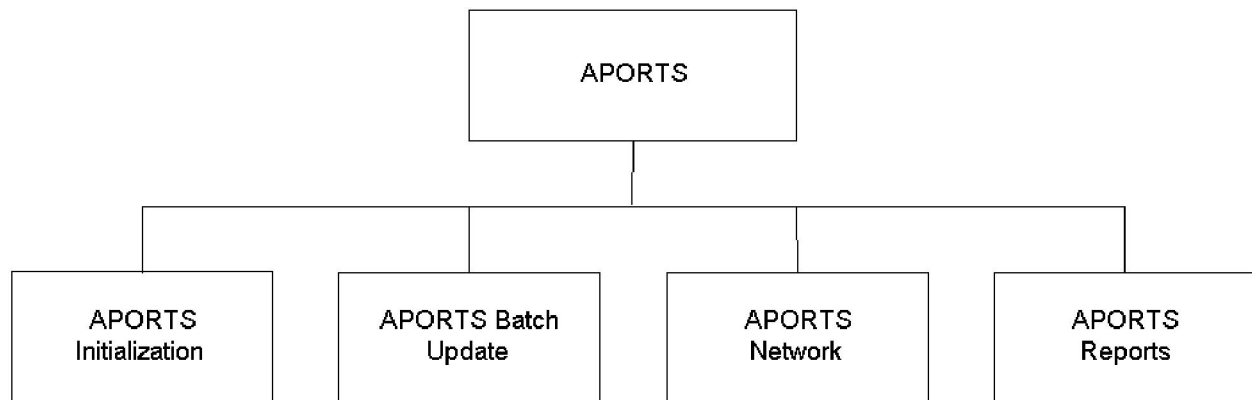 APORTS
APORTS
Initialization
APORTS Batch
Update
APORTS
Network
APORTS
Reports